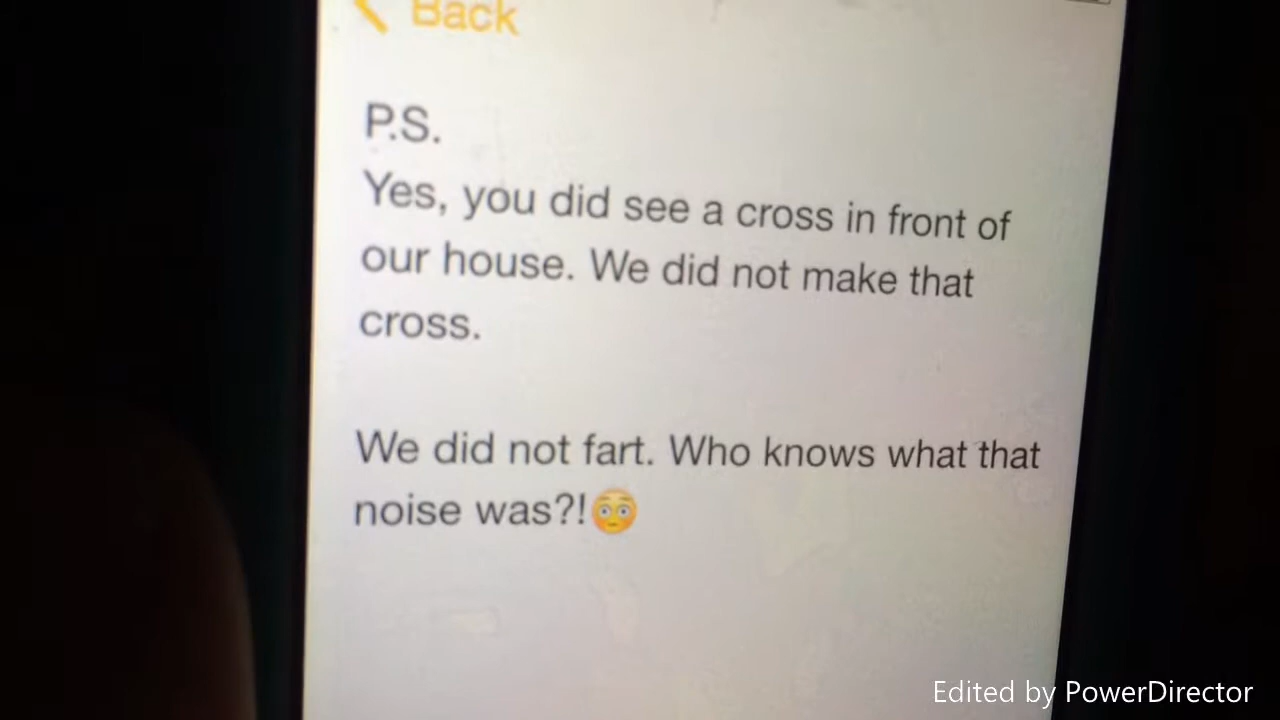 Back
P.S.
Yes, you did see a cross in front of
our house. We did not make that
cross.
We did not fart. Who knows what that
noise was?!😳
Edited by PowerDirector